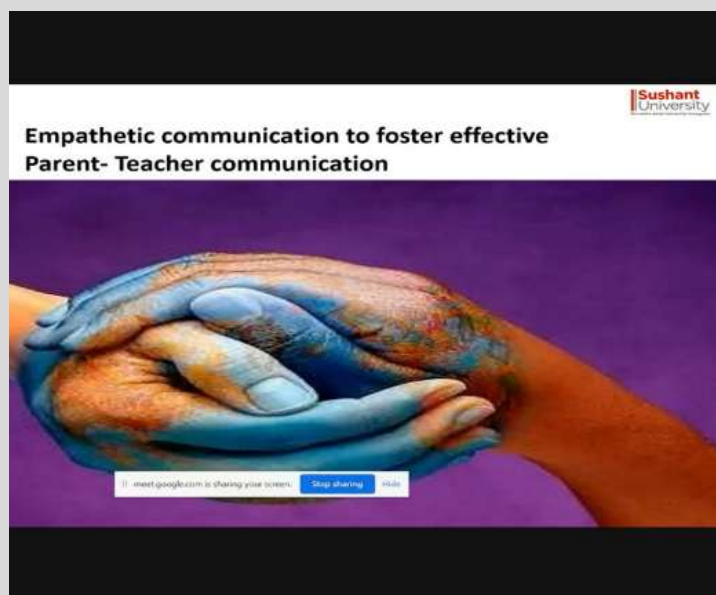 Sushant
University
Empathetic communication to foster effective
Parent- Teacher communication
meet.google.com is sharing your screen.
Stop sharing
Hide